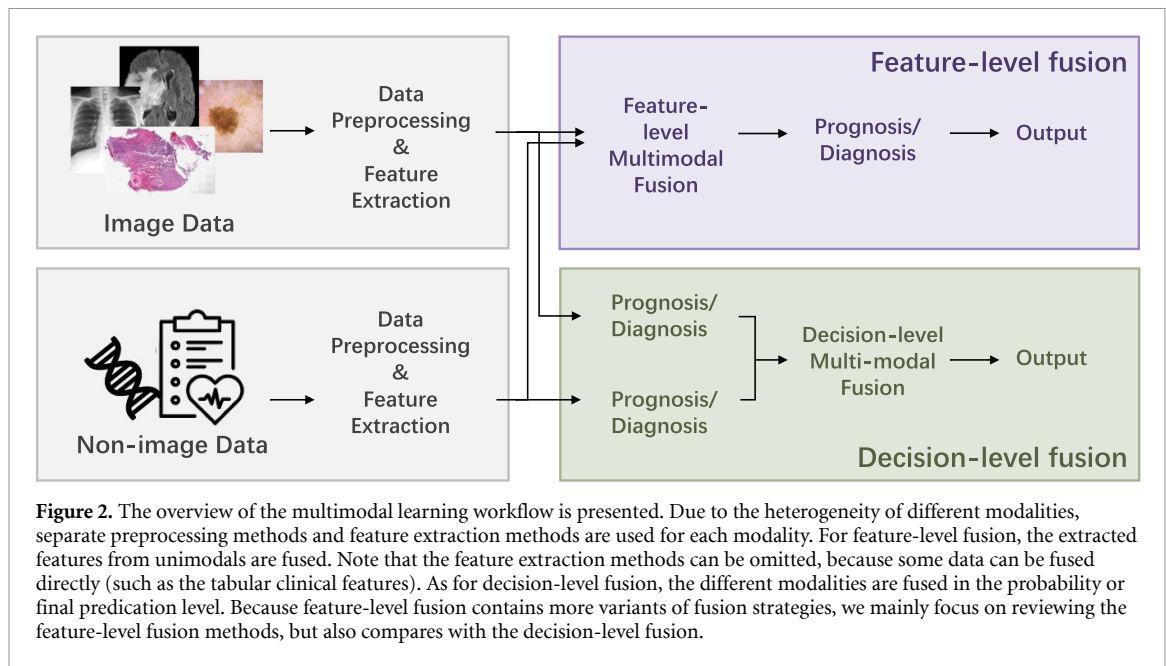 Image Data
Data
Preprocessing
&
Feature
Extraction
Feature-level fusion
Feature-
level
Multimodal
Fusion
Prognosis/
Diagnosis
Output
Non-image Data
Data
Preprocessing
&
Feature
Extraction
Prognosis/
Diagnosis
Prognosis/
Diagnosis
Decision-level
Multi-modal
Fusion
Output
Decision-level fusion
Figure 2. The overview of the multimodal learning workflow is presented. Due to the heterogeneity of different modalities,
separate preprocessing methods and feature extraction methods are used for each modality. For feature-level fusion, the extracted
features from unimodals are fused. Note that the feature extraction methods can be omitted, because some data can be fused
directly (such as the tabular clinical features). As for decision-level fusion, the different modalities are fused in the probability or
final predication level. Because feature-level fusion contains more variants of fusion strategies, we mainly focus on reviewing the
feature-level fusion methods, but also compares with the decision-level fusion.